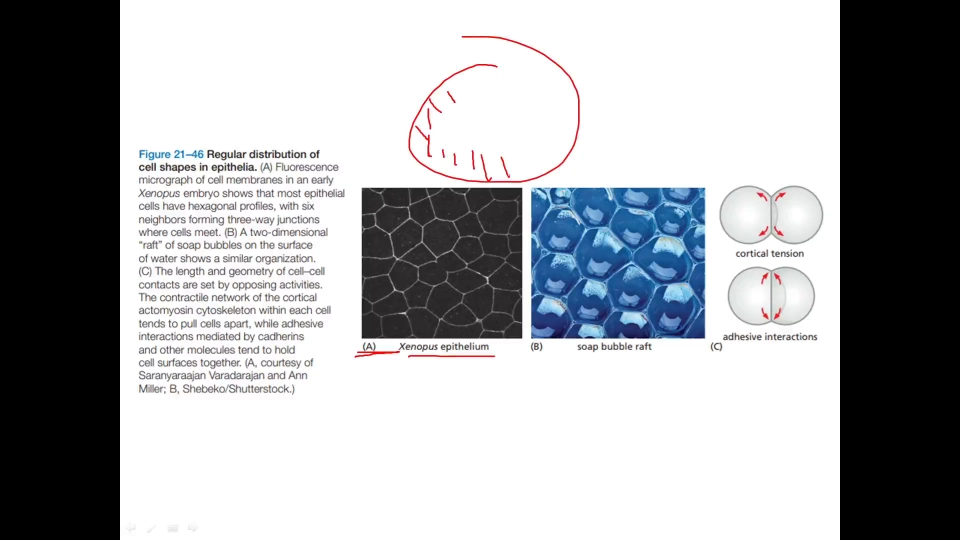 Figure 21–46 Regular distribution of
cell shapes in epithelia. (A) Fluorescence
micrograph of cell membranes in an early
Xenopus embryo shows that most epithelial
cells have hexagonal profiles, with six
neighbors forming three-way junctions
where cells meet. (B) A two-dimensional
“raft” of soap bubbles on the surface
of water shows a similar organization.
(C) The length and geometry of cell–cell
contacts are set by opposing activities.
The contractile network of the cortical
actomyosin cytoskeleton within each cell
tends to pull cells apart, while adhesive
interactions mediated by cadherins
and other molecules tend to hold
cell surfaces together. (A, courtesy of
Saranyaraajan Varadarajan and Ann
Miller; B, Shebeko/Shutterstock.)
(A) Xenopus epithelium
(B) soap bubble raft
cortical tension
adhesive interactions
(C)